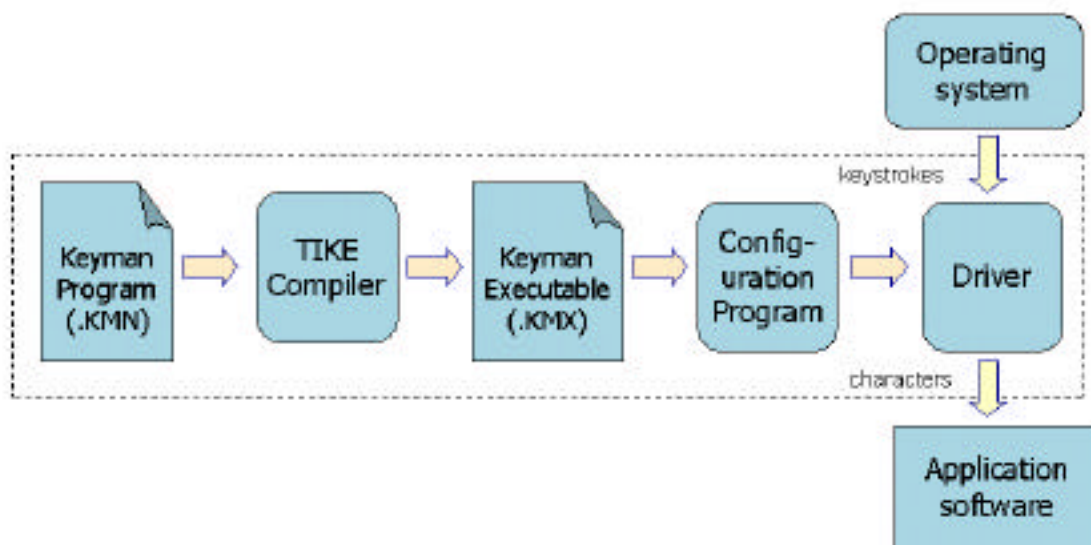 Operating
system
keystrokes
Keyman
Program
(.KMN)
TIKE
Compiler
Keyman
Executable
(.KMX)
Config-
uration
Program
Driver
characters
Application
software